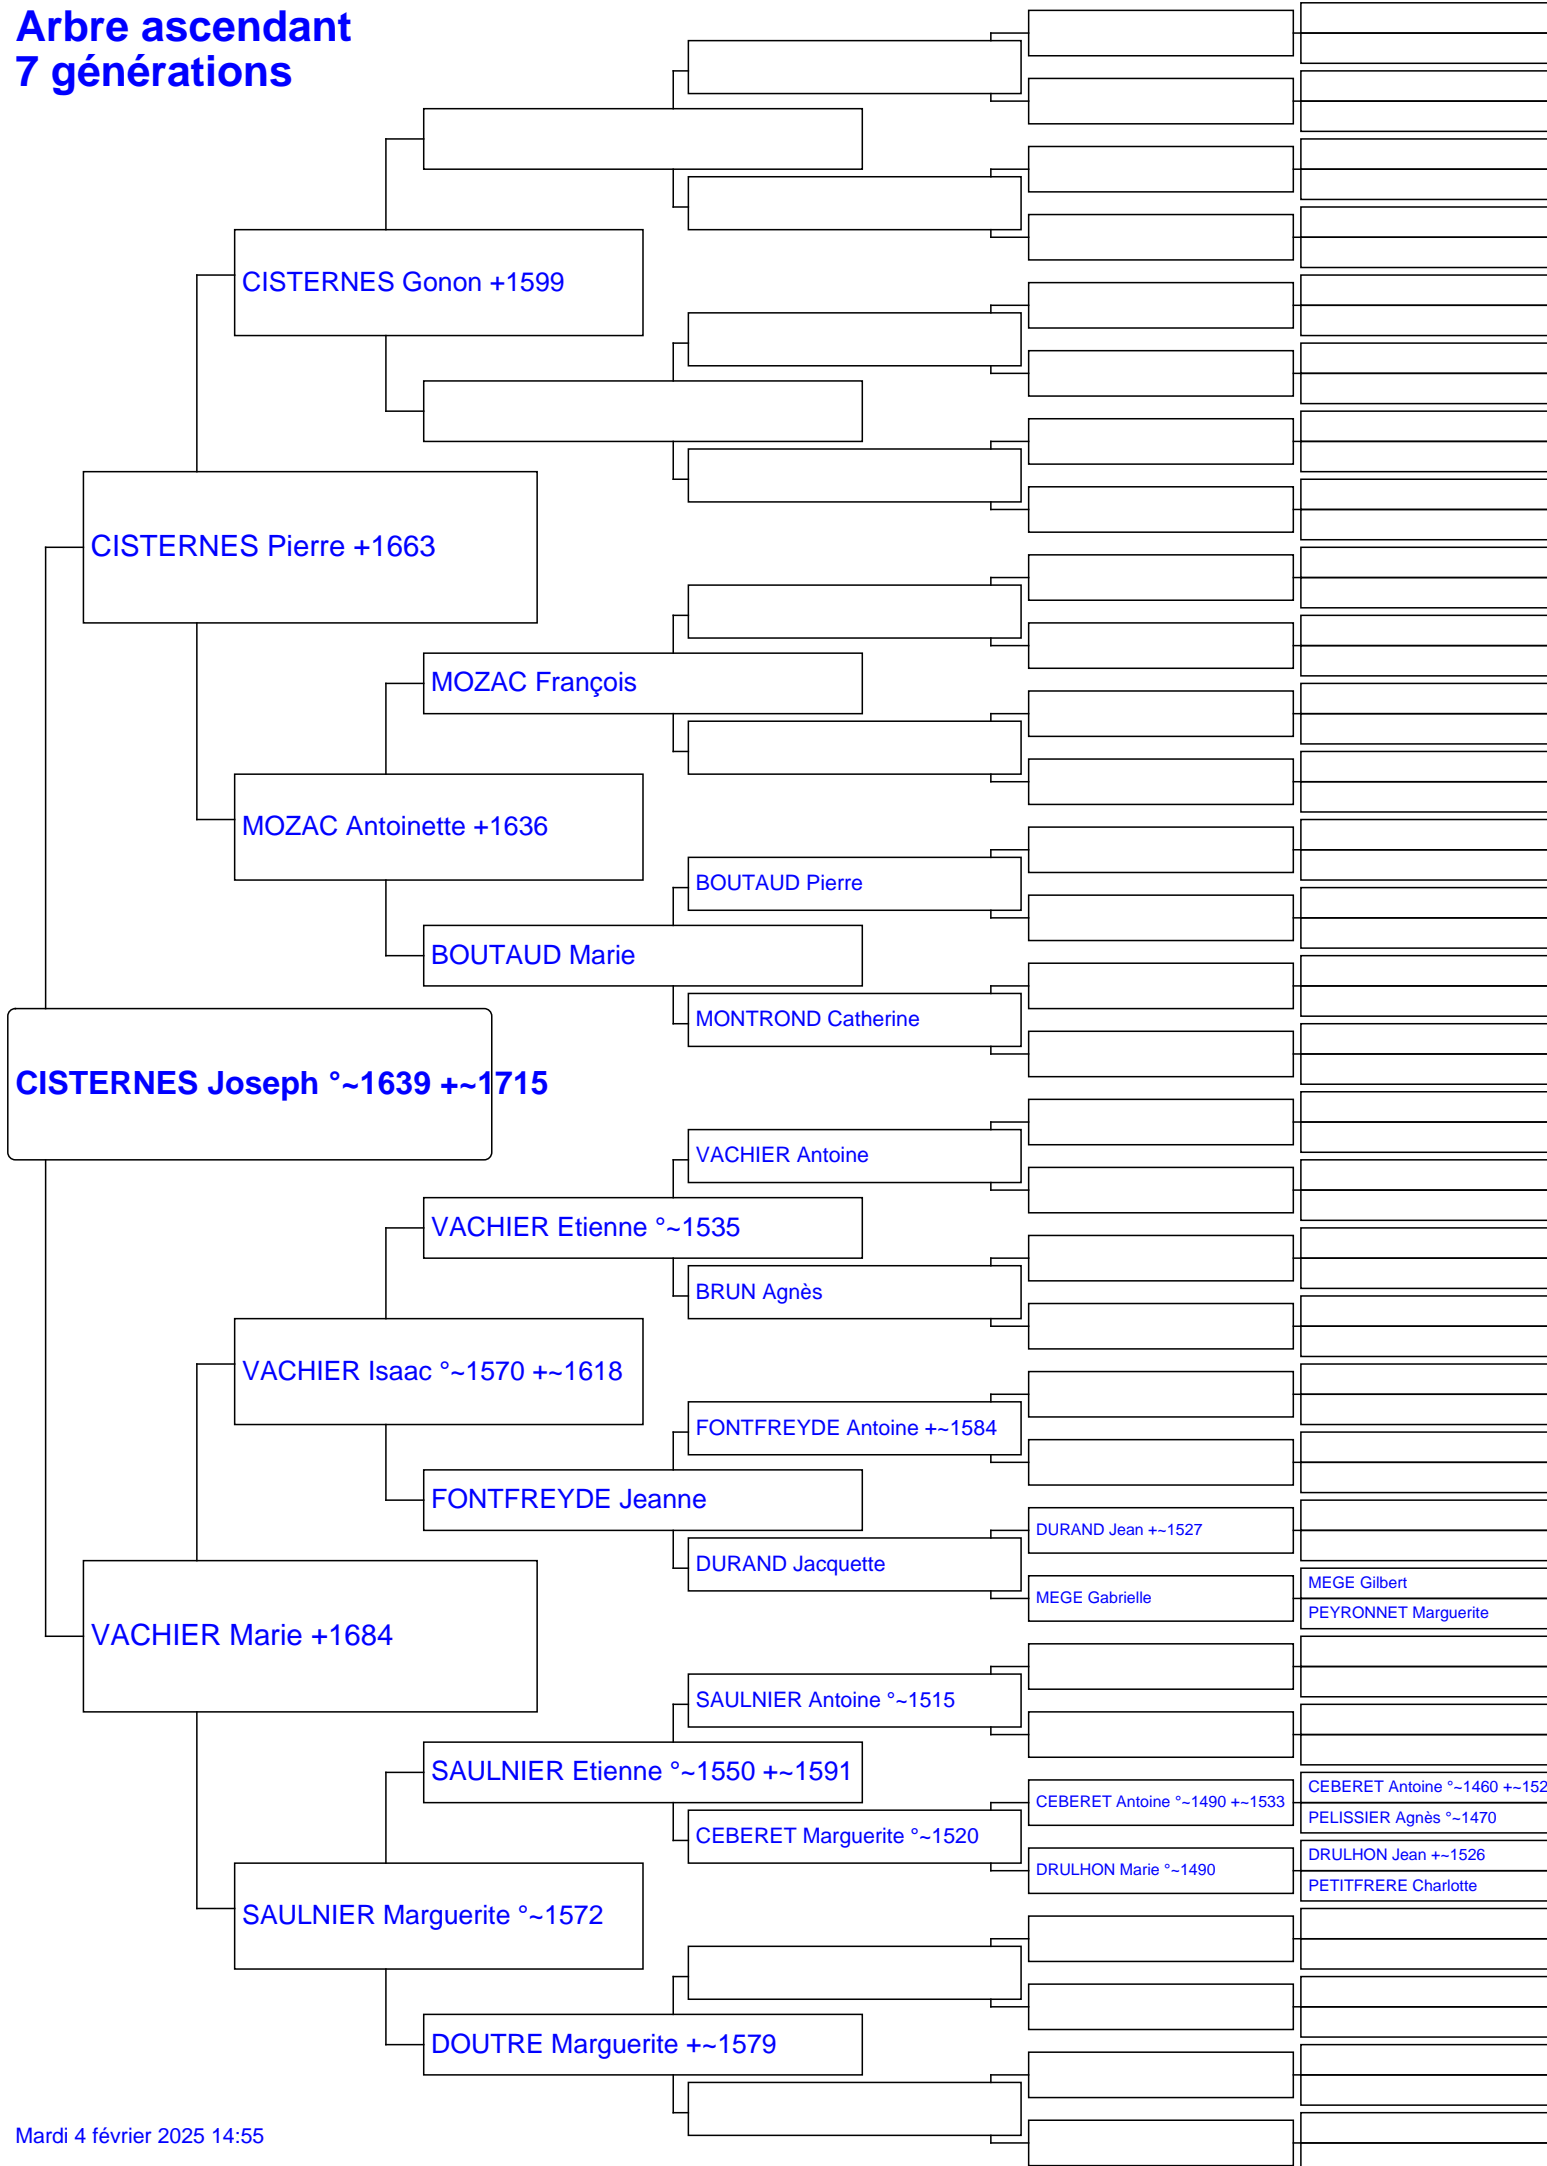 Arbre ascendant
7 générations
CISTERNES Gonon +1599
CISTERNES Pierre +1663
MOZAC François
MOZAC Antoinette +1636
BOUTAUD Pierre
BOUTAUD Marie
MONTROND Catherine
CISTERNES Joseph °~1639 +~1715
VACHIER Antoine
VACHIER Etienne °~1535
BRUN Agnès
VACHIER Isaac °~1570 +~1618
FONTFREYDE Antoine +~1584
FONTFREYDE Jeanne
DURAND Jean +~1527
DURAND Jacquette
MEGE Gilbert
MEGE Gabrielle
PEYRONNET Marguerite
VACHIER Marie +1684
SAULNIER Antoine °~1515
SAULNIER Etienne °~1550 +~1591
CEBERET Antoine °~1460 +~152
CEBERET Antoine °~1490 +~1533
PELISSIER Agnès °~1470
CEBERET Marguerite °~1520
DRULHON Jean +~1526
DRULHON Marie °~1490
PETITFRERE Charlotte
SAULNIER Marguerite °~1572
DOUTRE Marguerite +~1579
Mardi 4 février 2025 14:55